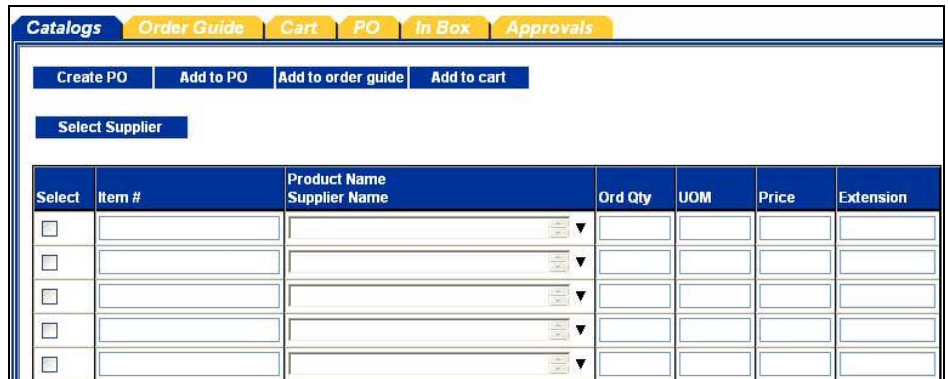 Catalogs Order Guide Cart PO In Box Approvals
Create PO Add to PO Add to order guide Add to cart
Select Supplier
Select Item # Product Name Supplier Name Ord Qty UOM Price Extension